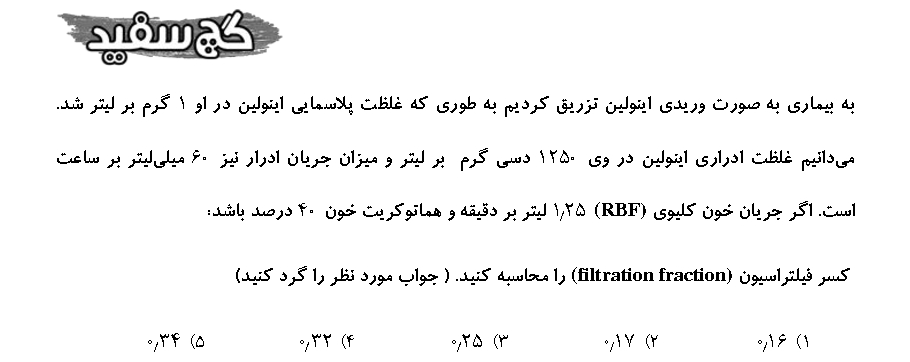 گچ سفید
به بیماری به صورت وریدی اینولین تزریق کردیم به طوری که غلظت پلاسمایی اینولین در او ۱ گرم بر لیتر شد.
می‌دانیم غلظت ادراری اینولین در وی ۱۲۵۰ دسی گرم بر لیتر و میزان جریان ادرار نیز ۶۰ میلی‌لیتر بر ساعت
است. اگر جریان خون کلیوی (RBF) ۱٫۲۵ لیتر بر دقیقه و هماتوکریت خون ۴۰ درصد باشد:
کسر فیلتراسیون (filtration fraction) را محاسبه کنید. ( جواب مورد نظر را گرد کنید)
۱) ۰٫۱۶ ۲) ۰٫۱۷ ۳) ۰٫۲۵ ۴) ۰٫۳۲ ۵) ۰٫۳۴